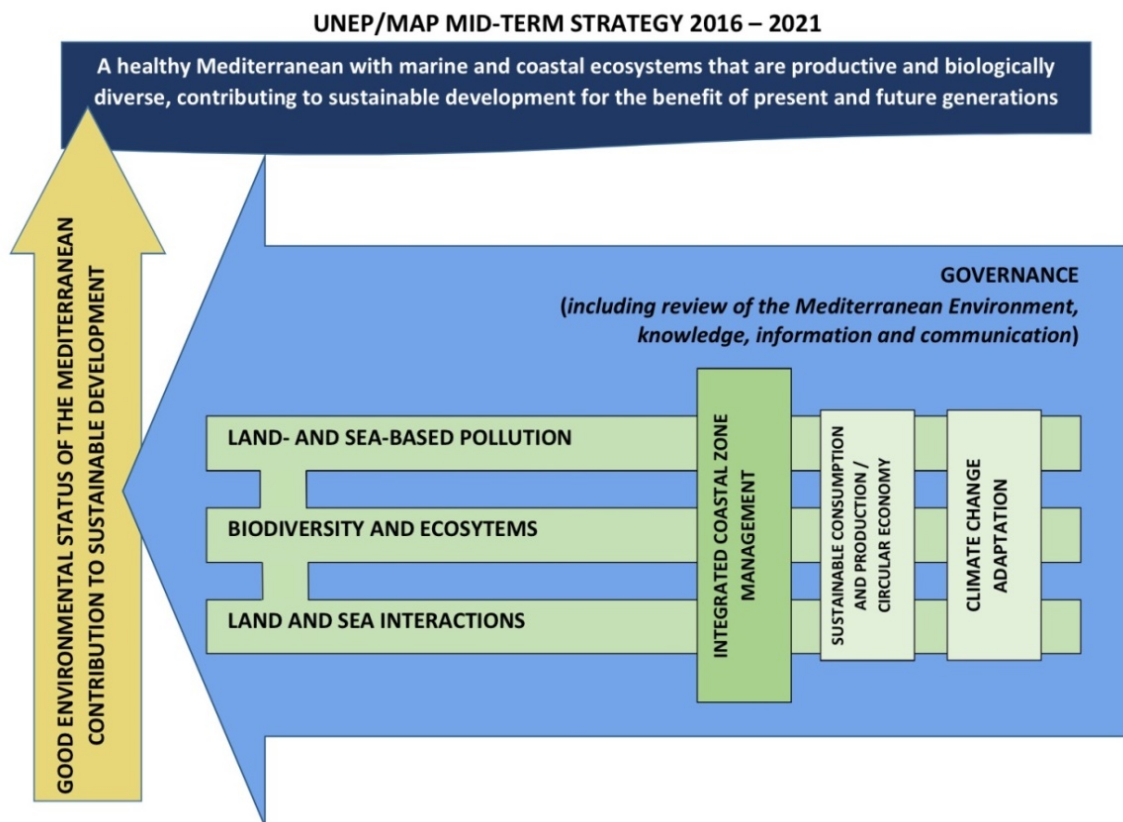 UNEP/MAP MID-TERM STRATEGY 2016 – 2021
A healthy Mediterranean with marine and coastal ecosystems that are productive and biologically
diverse, contributing to sustainable development for the benefit of present and future generations
GOOD ENVIRONMENTAL STATUS OF THE MEDITERRANEAN
CONTRIBUTION TO SUSTAINABLE DEVELOPMENT
GOVERNANCE
(including review of the Mediterranean Environment,
knowledge, information and communication)
LAND- AND SEA-BASED POLLUTION
BIODIVERSITY AND ECOSYTEMS
LAND AND SEA INTERACTIONS
INTEGRATED COASTAL ZONE
MANAGEMENT
SUSTAINABLE CONSUMPTION
AND PRODUCTION /
CIRCULAR ECONOMY
CLIMATE CHANGE
ADAPTATION